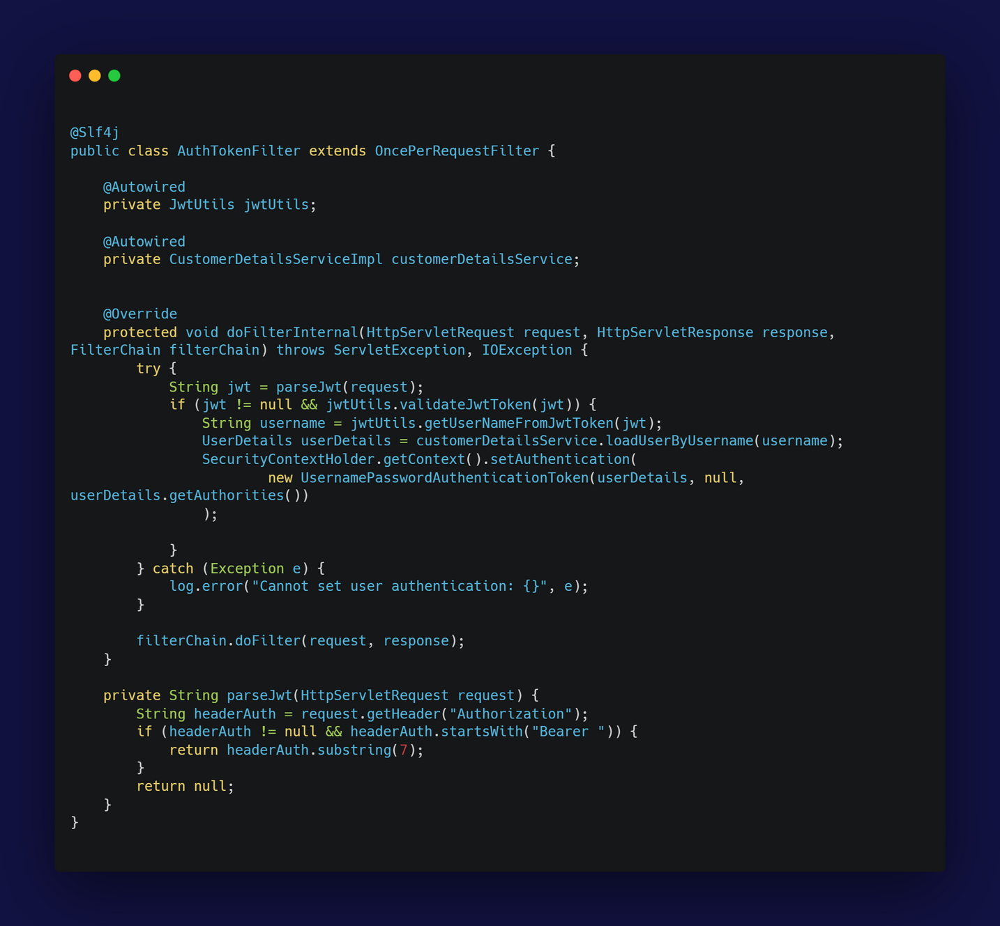 @Slf4j
public class AuthTokenFilter extends OncePerRequestFilter {
    @Autowired
    private JwtUtils jwtUtils;
    @Autowired
    private CustomerDetailsServiceImpl customerDetailsService;
    @Override
    protected void doFilterInternal(HttpServletRequest request, HttpServletResponse response,
FilterChain filterChain) throws ServletException, IOException {
        try {
            String jwt = parseJwt(request);
            if (jwt != null && jwtUtils.validateJwtToken(jwt)) {
                String username = jwtUtils.getUserNameFromJwtToken(jwt);
                UserDetails userDetails = customerDetailsService.loadUserByUsername(username);
                SecurityContextHolder.getContext().setAuthentication(
                        new UsernamePasswordAuthenticationToken(userDetails, null,
userDetails.getAuthorities())
                );
            }
        } catch (Exception e) {
            log.error("Cannot set user authentication: {}", e);
        }
        filterChain.doFilter(request, response);
    }
    private String parseJwt(HttpServletRequest request) {
        String headerAuth = request.getHeader("Authorization");
        if (headerAuth != null && headerAuth.startsWith("Bearer ")) {
            return headerAuth.substring(7);
        }
        return null;
    }
}